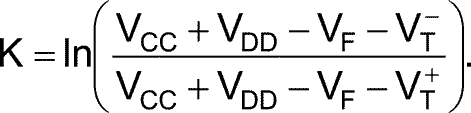 K = ln( (V_CC + V_DD − V_F − V_T^−) / (V_CC + V_DD − V_F − V_T^+) ).